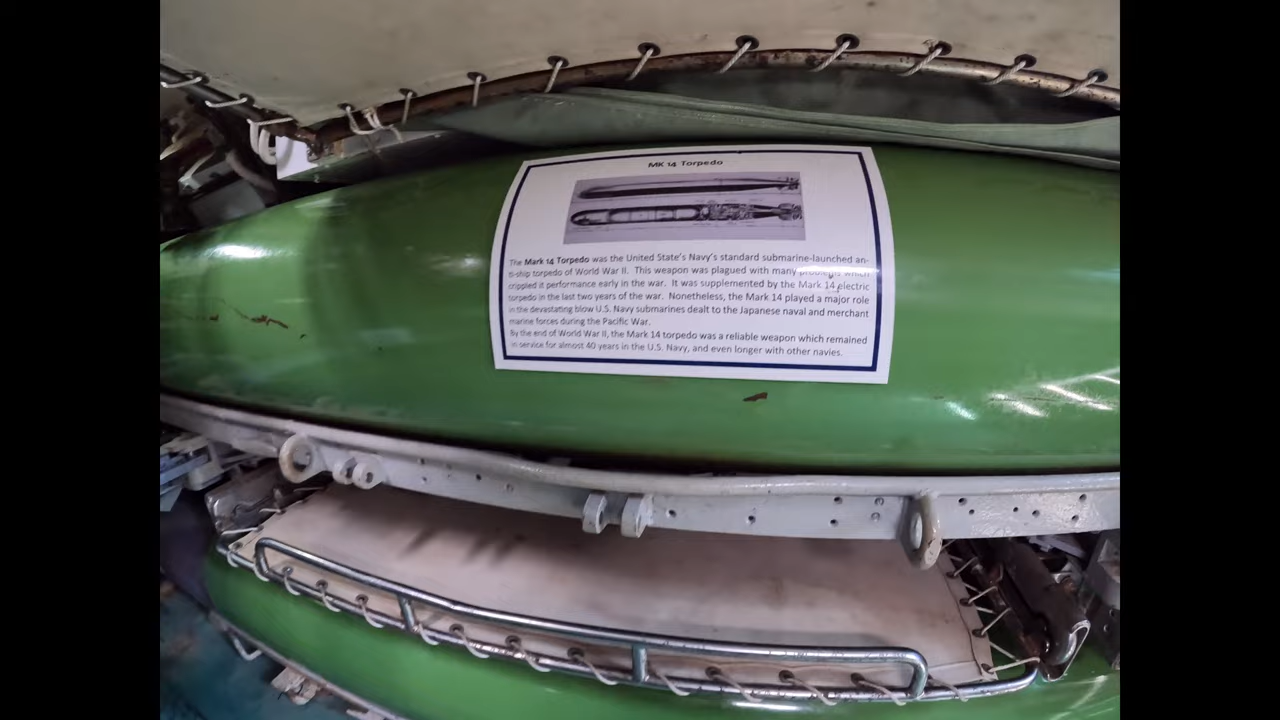 MK 14 Torpedo
The Mark 14 Torpedo was the United State's Navy's standard submarine-launched an-
ti-ship torpedo of World War II. This weapon was plagued with many problems which
crippled it performance early in the war. It was supplemented by the Mark 14 electric
torpedo in the last two years of the war. Nonetheless, the Mark 14 played a major role
in the devastating blow U.S. Navy submarines dealt to the Japanese naval and merchant
marine forces during the Pacific War.
By the end of World War II, the Mark 14 torpedo was a reliable weapon which remained
in service for almost 40 years in the U.S. Navy, and even longer with other navies.